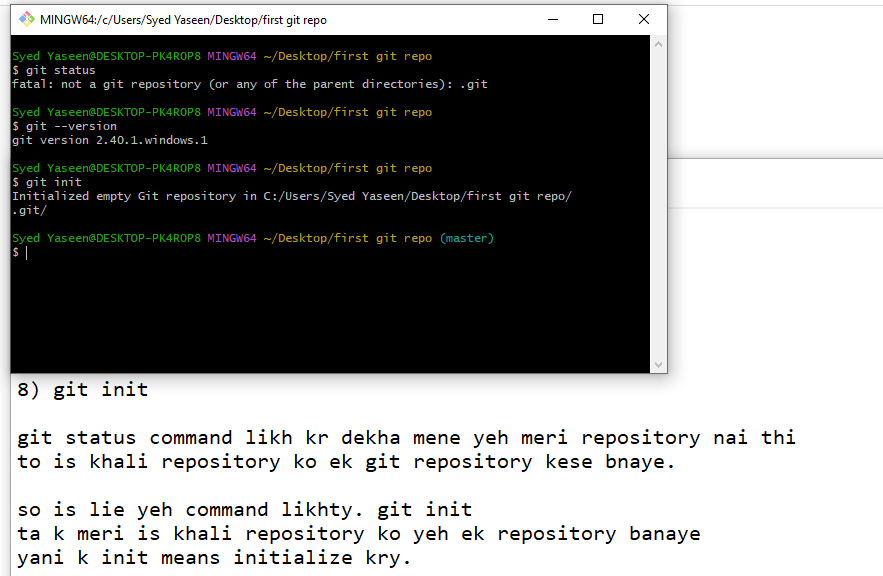 MINGW64:/c/Users/Syed Yaseen/Desktop/first git repo
Syed Yaseen@DESKTOP-PK4ROP8 MINGW64 ~/Desktop/first git repo
$ git status
fatal: not a git repository (or any of the parent directories): .git
Syed Yaseen@DESKTOP-PK4ROP8 MINGW64 ~/Desktop/first git repo
$ git --version
git version 2.40.1.windows.1
Syed Yaseen@DESKTOP-PK4ROP8 MINGW64 ~/Desktop/first git repo
$ git init
Initialized empty Git repository in C:/Users/Syed Yaseen/Desktop/first git repo/
.git/
Syed Yaseen@DESKTOP-PK4ROP8 MINGW64 ~/Desktop/first git repo (master)
$
8) git init
git status command likh kr dekha mene yeh meri repository nai thi
to is khali repository ko ek git repository kese bnaye.
so is lie yeh command likhty. git init
ta k meri is khali repository ko yeh ek repository banaye
yani k init means initialize kry.